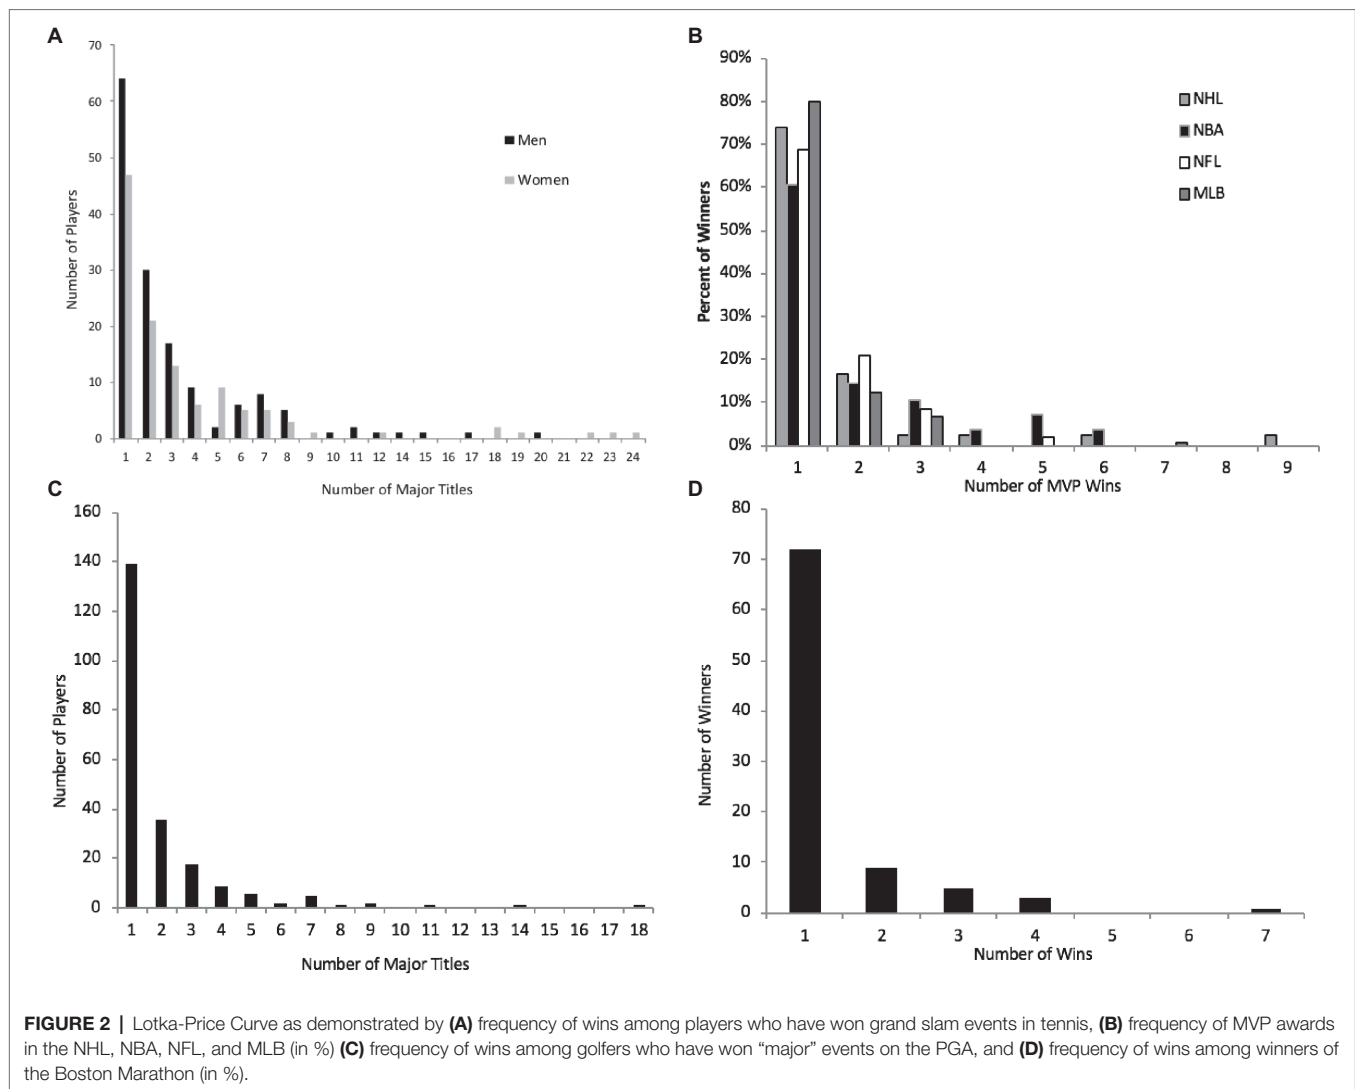 A
70
60
50
40
30
20
10
0
Number of Players
Men
Women
1 2 3 4 5 6 7 8 9 10 11 12 14 15 16 17 18 19 20 21 22 23 24
Number of Major Titles
B
90%
80%
70%
60%
50%
40%
30%
20%
10%
0%
Percent of Winners
NHL
NBA
NFL
MLB
1 2 3 4 5 6 7 8 9
Number of MVP Wins
C
160
140
120
100
80
60
40
20
0
Number of Players
1 2 3 4 5 6 7 8 9 10 11 12 13 14 15 16 17 18
Number of Major Titles
D
80
70
60
50
40
30
20
10
0
Number of Winners
1 2 3 4 5 6 7
Number of Wins
FIGURE 2 | Lotka-Price Curve as demonstrated by (A) frequency of wins among players who have won grand slam events in tennis, (B) frequency of MVP awards
in the NHL, NBA, NFL, and MLB (in %) (C) frequency of wins among golfers who have won “major” events on the PGA, and (D) frequency of wins among winners of
the Boston Marathon (in %).